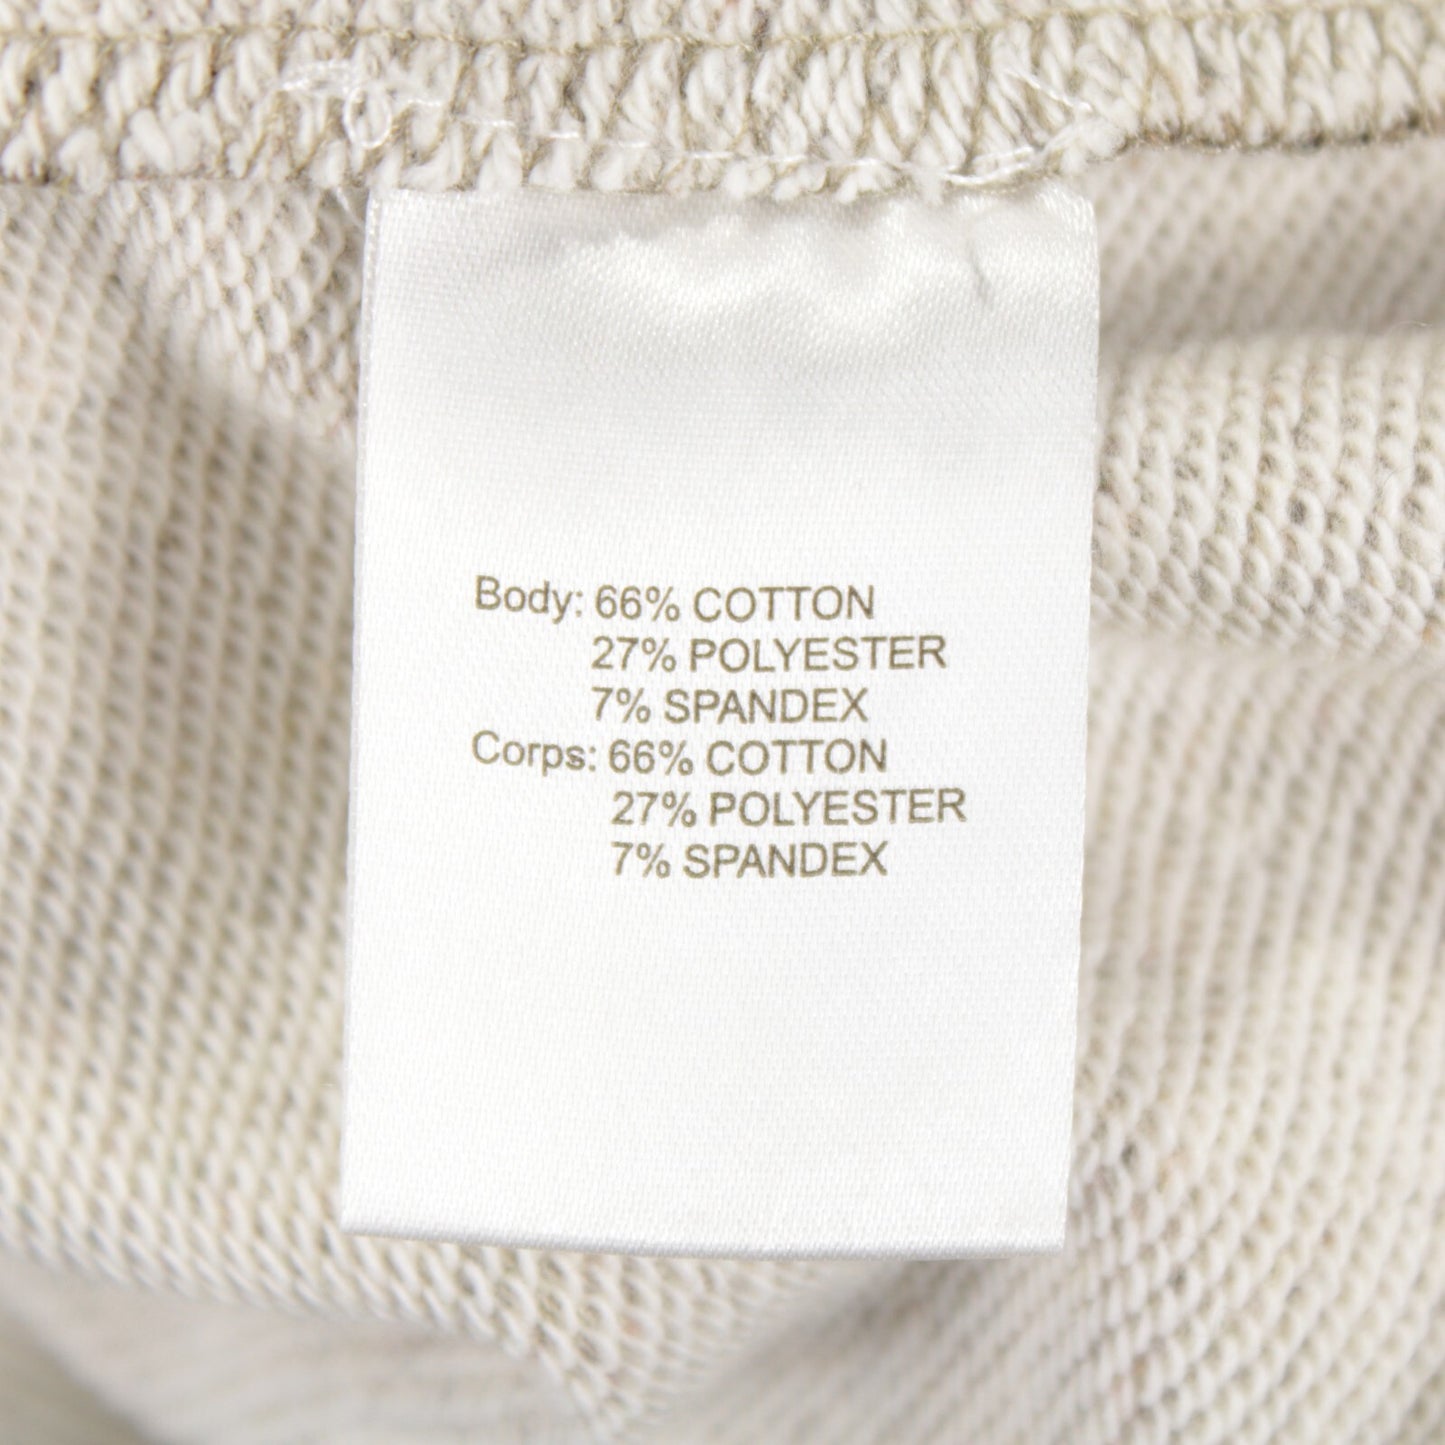 Body: 66% COTTON
27% POLYESTER
7% SPANDEX
Corps: 66% COTTON
27% POLYESTER
7% SPANDEX